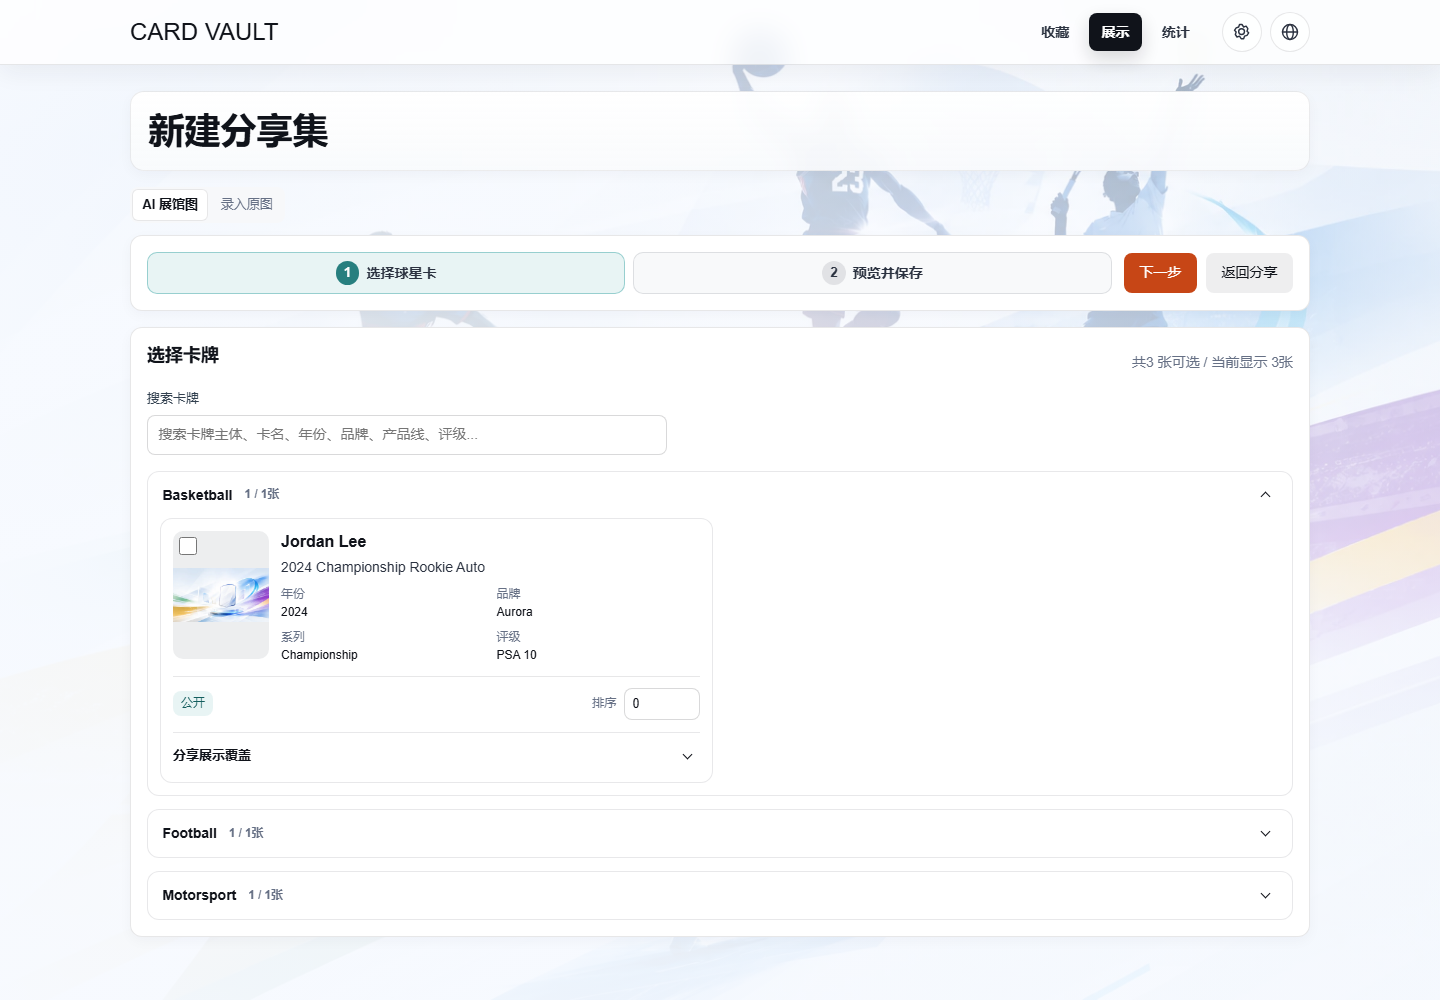 CARD VAULT
收藏 展示 统计
新建分享集
AI 展馆图 录入原图
1 选择球星卡 2 预览并保存 下一步 返回分享
选择卡牌
共3 张可选 / 当前显示 3张
搜索卡牌
搜索卡牌主体、卡名、年份、品牌、产品线、评级...
Basketball 1 / 1张
Jordan Lee
2024 Championship Rookie Auto
年份 品牌
2024 Aurora
系列 评级
Championship PSA 10
公开 排序 0
分享展示覆盖
Football 1 / 1张
Motorsport 1 / 1张
23